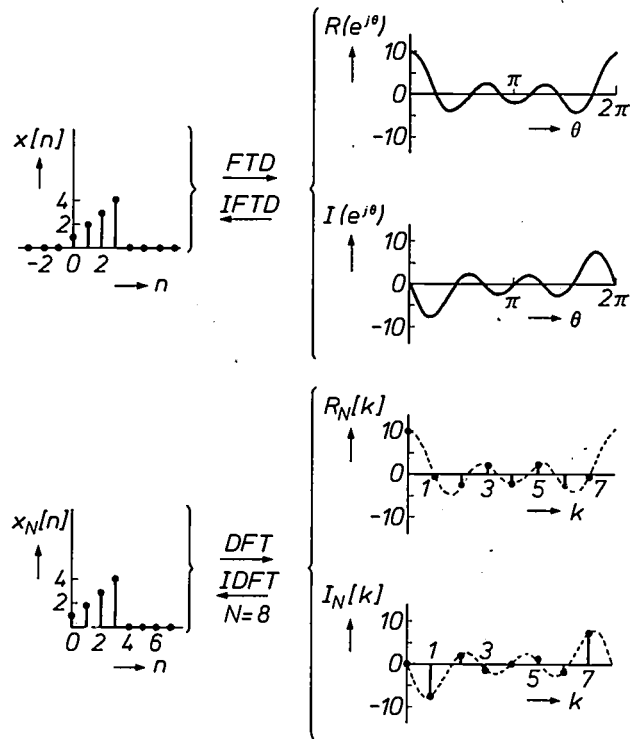 R(e^{jθ})
10
0
-10
π
2π
θ
x[n]
4
2
-2 0 2
n
FTD
IFTD
I(e^{jθ})
10
0
-10
π
2π
θ
R_N[k]
10
0
-10
1 3 5 7
k
x_N[n]
4
2
0 2 4 6
n
DFT
IDFT
N=8
I_N[k]
10
0
-10
1 3 5 7
k